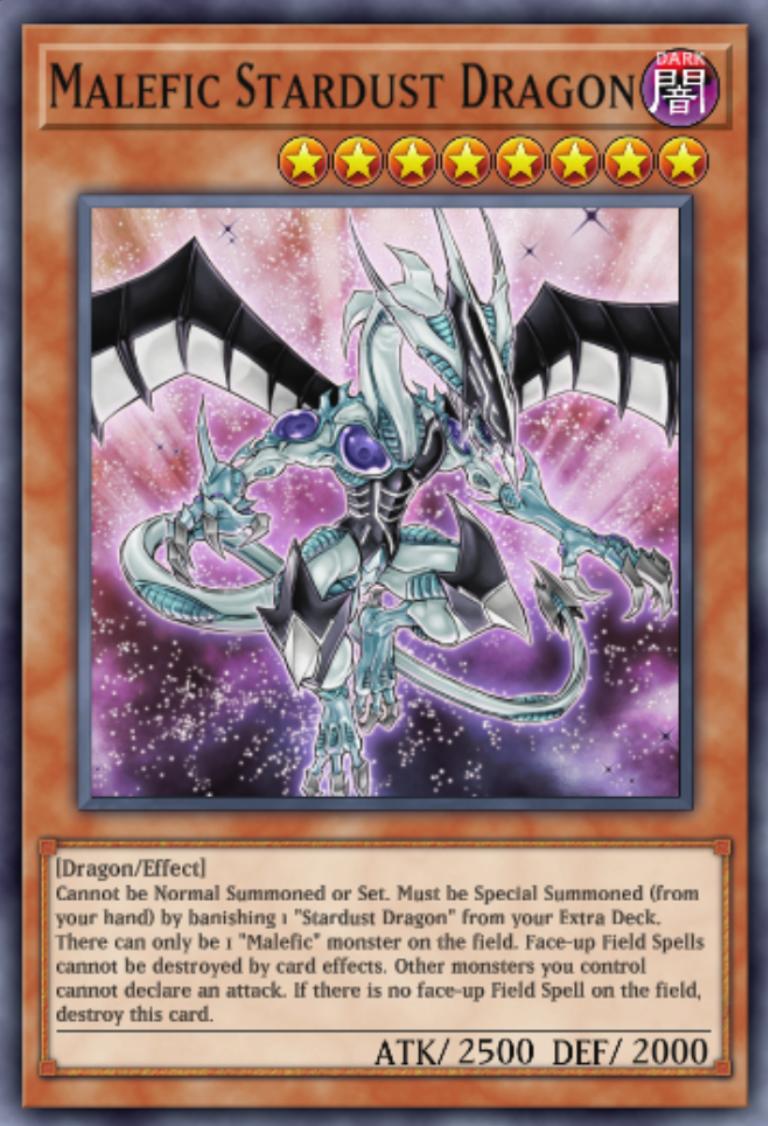 MALEFIC STARDUST DRAGON
DARK
闇
[Dragon/Effect]
Cannot be Normal Summoned or Set. Must be Special Summoned (from
your hand) by banishing 1 "Stardust Dragon" from your Extra Deck.
There can only be 1 "Malefic" monster on the field. Face-up Field Spells
cannot be destroyed by card effects. Other monsters you control
cannot declare an attack. If there is no face-up Field Spell on the field,
destroy this card.
ATK/ 2500 DEF/ 2000